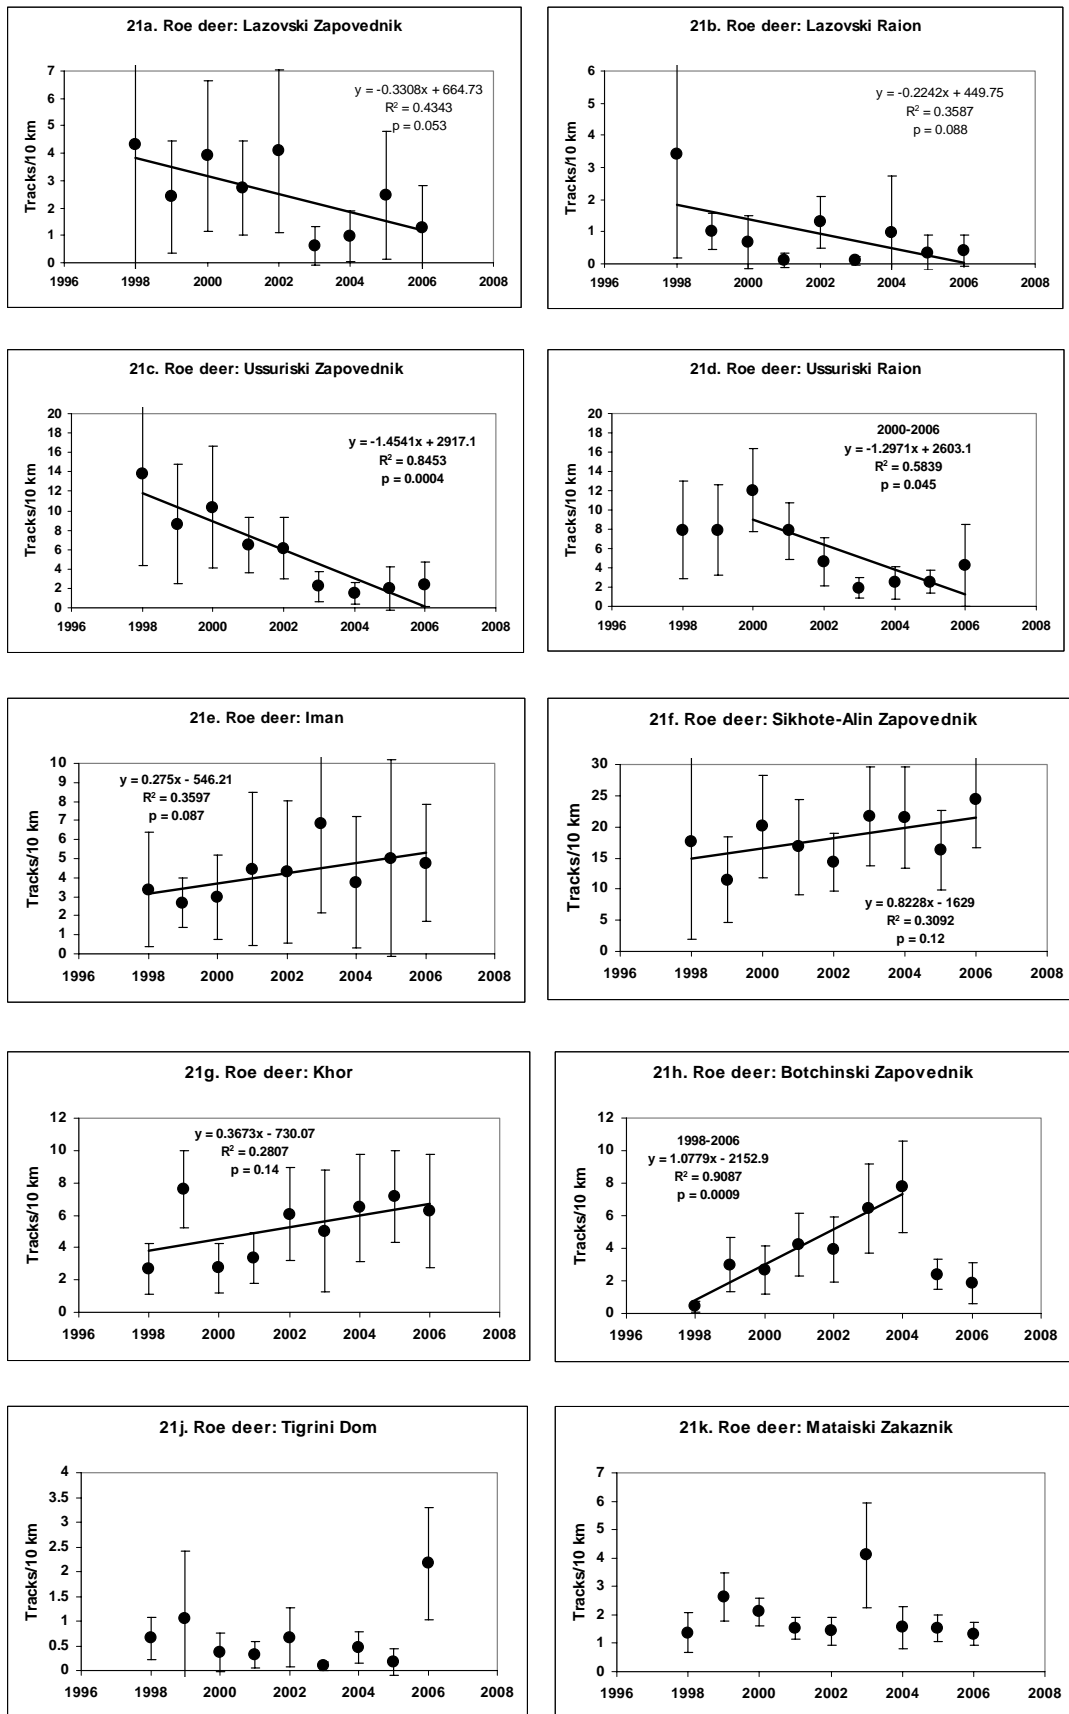 21a. Roe deer: Lazovski Zapovednik
y = -0.3308x + 664.73
R² = 0.4343
p = 0.053
Tracks/10 km
7
6
5
4
3
2
1
0
1996 1998 2000 2002 2004 2006 2008
21b. Roe deer: Lazovski Raion
y = -0.2242x + 449.75
R² = 0.3587
p = 0.088
Tracks/10 km
6
5
4
3
2
1
0
1996 1998 2000 2002 2004 2006 2008
21c. Roe deer: Ussuriski Zapovednik
y = -1.4541x + 2917.1
R² = 0.8453
p = 0.0004
Tracks/10 km
20
18
16
14
12
10
8
6
4
2
0
1996 1998 2000 2002 2004 2006 2008
21d. Roe deer: Ussuriski Raion
2000-2006
y = -1.2971x + 2603.1
R² = 0.5839
p = 0.045
Tracks/10 km
20
18
16
14
12
10
8
6
4
2
0
1996 1998 2000 2002 2004 2006 2008
21e. Roe deer: Iman
y = 0.275x - 546.21
R² = 0.3597
p = 0.087
Tracks/10 km
10
9
8
7
6
5
4
3
2
1
0
1996 1998 2000 2002 2004 2006 2008
21f. Roe deer: Sikhote-Alin Zapovednik
y = 0.8228x - 1629
R² = 0.3092
p = 0.12
Tracks/10 km
30
25
20
15
10
5
0
1996 1998 2000 2002 2004 2006 2008
21g. Roe deer: Khor
y = 0.3673x - 730.07
R² = 0.2807
p = 0.14
Tracks/10 km
12
10
8
6
4
2
0
1996 1998 2000 2002 2004 2006 2008
21h. Roe deer: Botchinski Zapovednik
1998-2006
y = 1.0779x - 2152.9
R² = 0.9087
p = 0.0009
Tracks/10 km
12
10
8
6
4
2
0
1996 1998 2000 2002 2004 2006 2008
21j. Roe deer: Tigrini Dom
Tracks/10 km
4
3.5
3
2.5
2
1.5
1
0.5
0
1996 1998 2000 2002 2004 2006 2008
21k. Roe deer: Mataiski Zakaznik
Tracks/10 km
7
6
5
4
3
2
1
0
1996 1998 2000 2002 2004 2006 2008